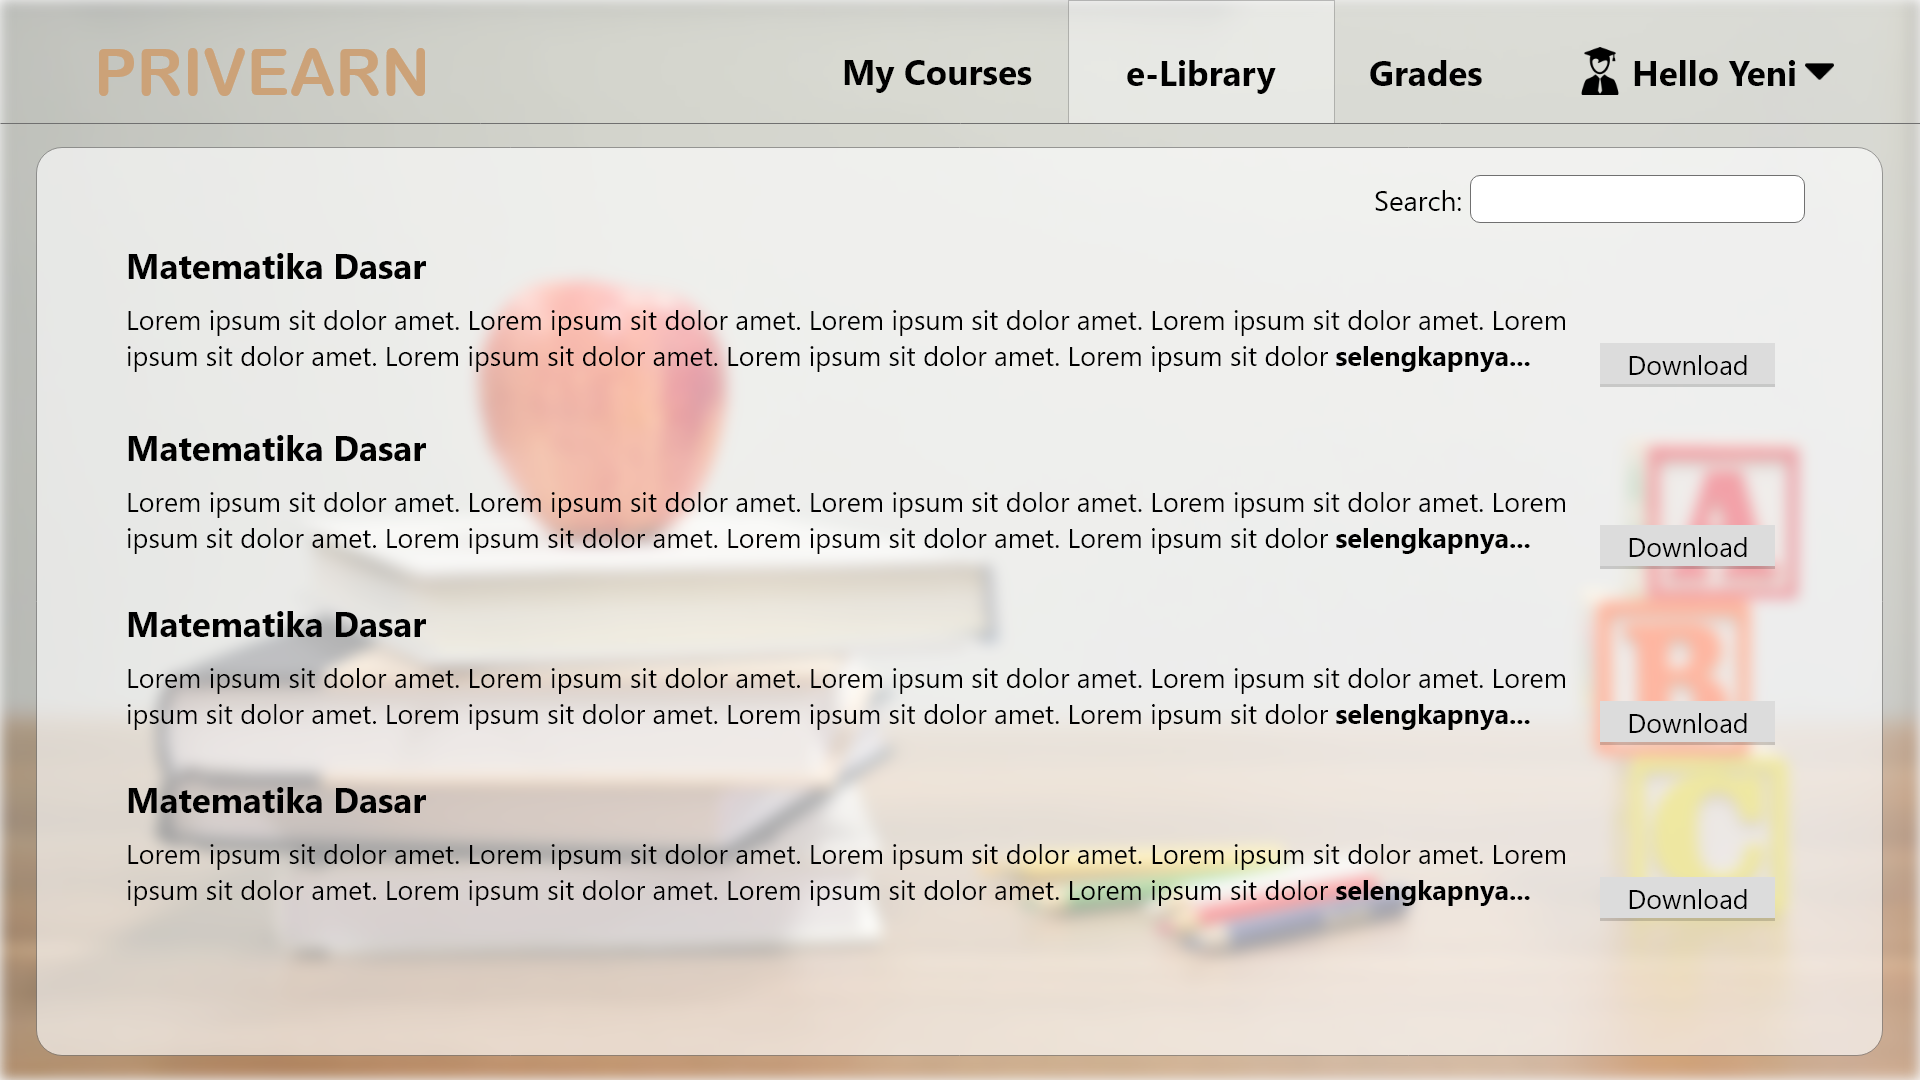 PRIVEARN
My Courses
e-Library
Grades
Hello Yeni
Search:
Matematika Dasar
Lorem ipsum sit dolor amet. Lorem ipsum sit dolor amet. Lorem ipsum sit dolor amet. Lorem ipsum sit dolor amet. Lorem
ipsum sit dolor amet. Lorem ipsum sit dolor amet. Lorem ipsum sit dolor amet. Lorem ipsum sit dolor selengkapnya...
Download
Matematika Dasar
Lorem ipsum sit dolor amet. Lorem ipsum sit dolor amet. Lorem ipsum sit dolor amet. Lorem ipsum sit dolor amet. Lorem
ipsum sit dolor amet. Lorem ipsum sit dolor amet. Lorem ipsum sit dolor amet. Lorem ipsum sit dolor selengkapnya...
A
Download
Matematika Dasar
Lorem ipsum sit dolor amet. Lorem ipsum sit dolor amet. Lorem ipsum sit dolor amet. Lorem ipsum sit dolor amet. Lorem
ipsum sit dolor amet. Lorem ipsum sit dolor amet. Lorem ipsum sit dolor amet. Lorem ipsum sit dolor selengkapnya...
B
Download
Matematika Dasar
Lorem ipsum sit dolor amet. Lorem ipsum sit dolor amet. Lorem ipsum sit dolor amet. Lorem ipsum sit dolor amet. Lorem
ipsum sit dolor amet. Lorem ipsum sit dolor amet. Lorem ipsum sit dolor amet. Lorem ipsum sit dolor selengkapnya...
C
Download